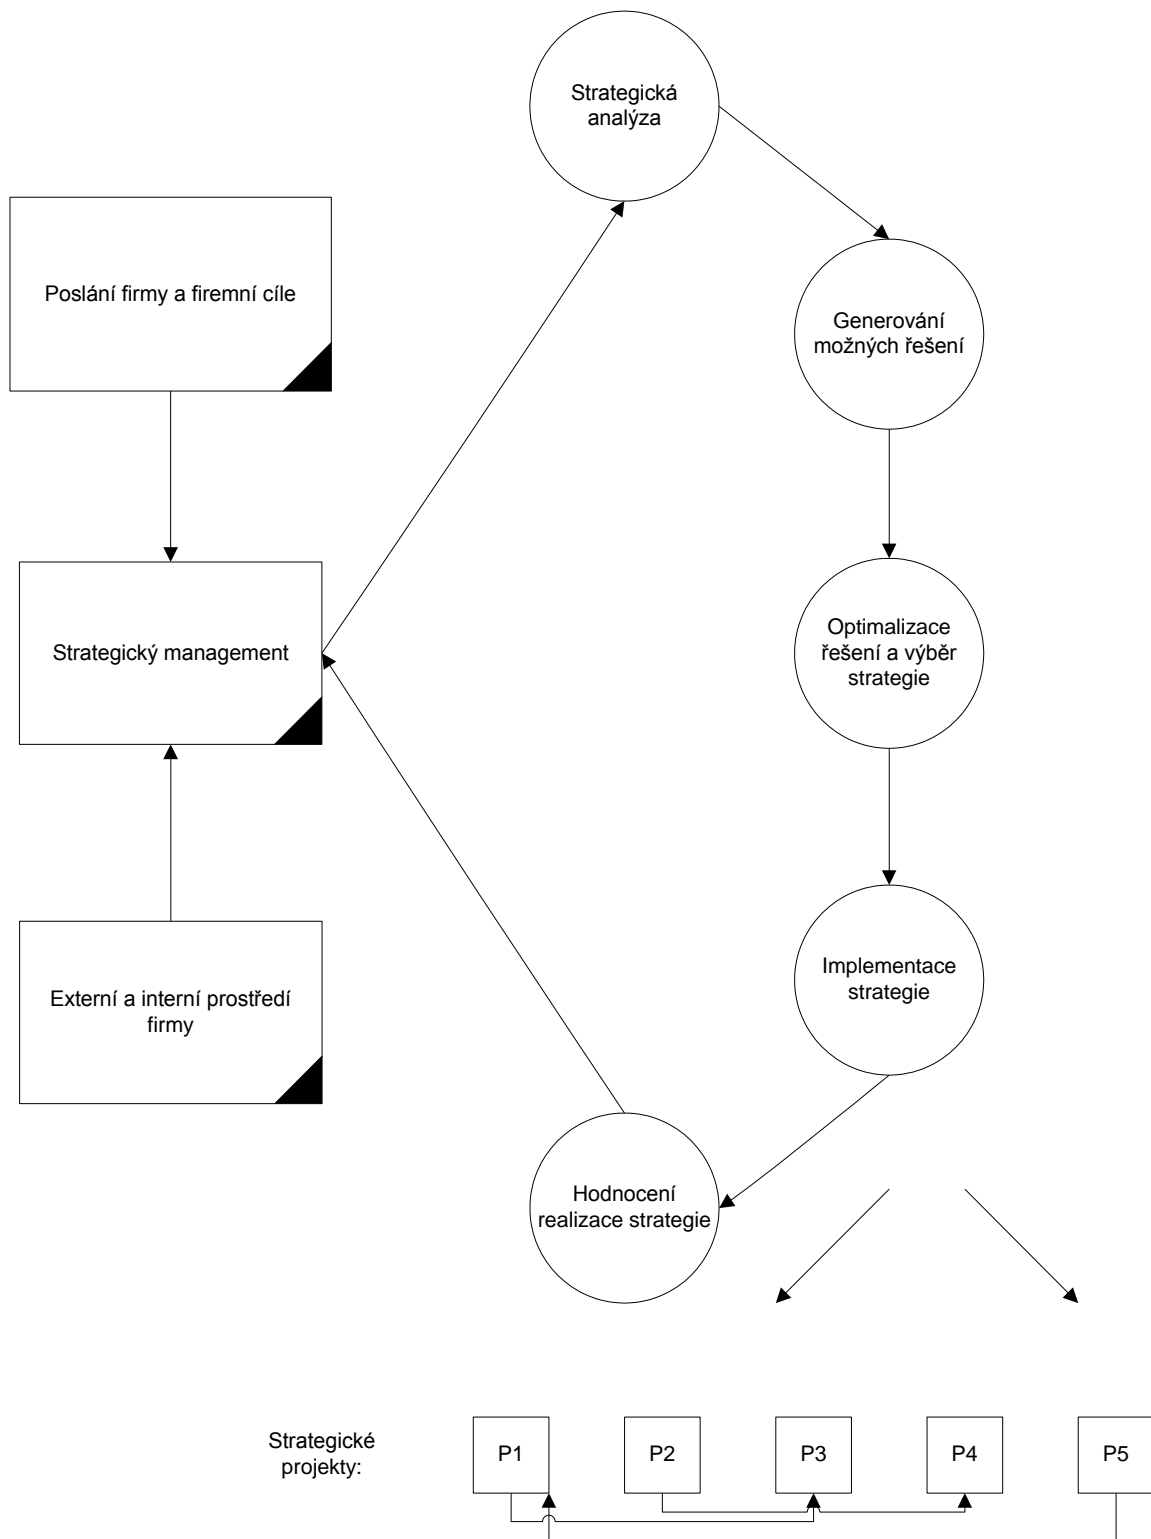 Strategická
analýza
Poslání firmy a firemní cíle
Generování
možných řešení
Strategický management
Optimalizace
řešení a výběr
strategie
Externí a interní prostředí
firmy
Implementace
strategie
Hodnocení
realizace strategie
Strategické
projekty:
P1
P2
P3
P4
P5